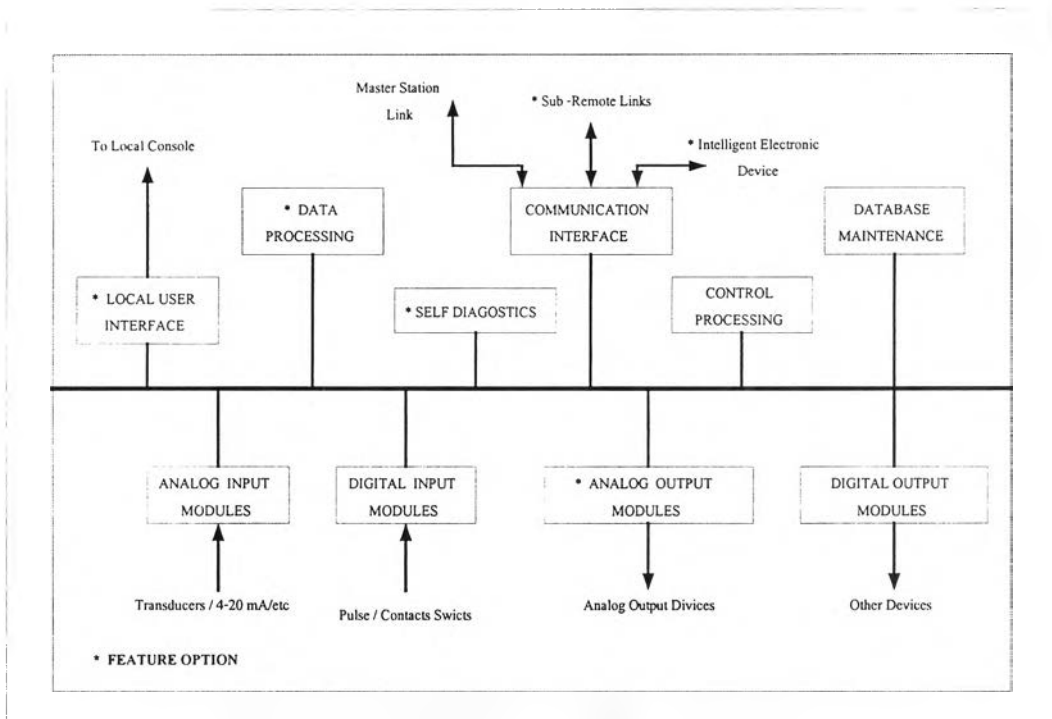 Master Station
Link
* Sub -Remote Links
* Intelligent Electronic
Device
To Local Console
* DATA
PROCESSING
COMMUNICATION
INTERFACE
DATABASE
MAINTENANCE
* LOCAL USER
INTERFACE
* SELF DIAGOSTICS
CONTROL
PROCESSING
ANALOG INPUT
MODULES
DIGITAL INPUT
MODULES
* ANALOG OUTPUT
MODULES
DIGITAL OUTPUT
MODULES
Transducers / 4-20 mA/etc
Pulse / Contacts Swicts
Analog Output Divices
Other Devices
* FEATURE OPTION